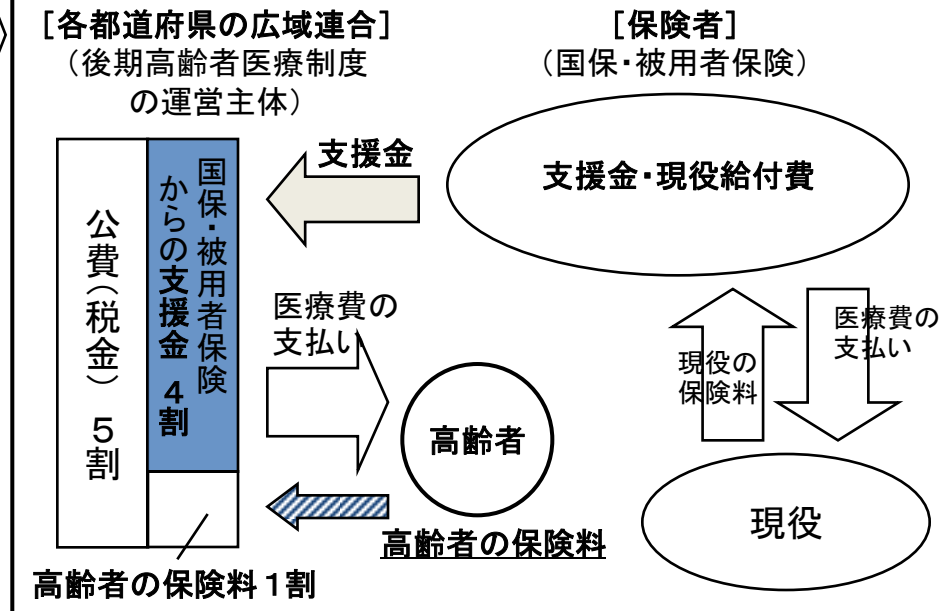 [各都道府県の広域連合]
（後期高齢者医療制度
の運営主体）
[保険者]
（国保・被用者保険）
公費（税金）　５割
国保・被用者保険
からの支援金　４割
支援金
支援金・現役給付費
医療費の
支払い
高齢者
高齢者の保険料
高齢者の保険料１割
現役の
保険料
医療費の
支払い
現役